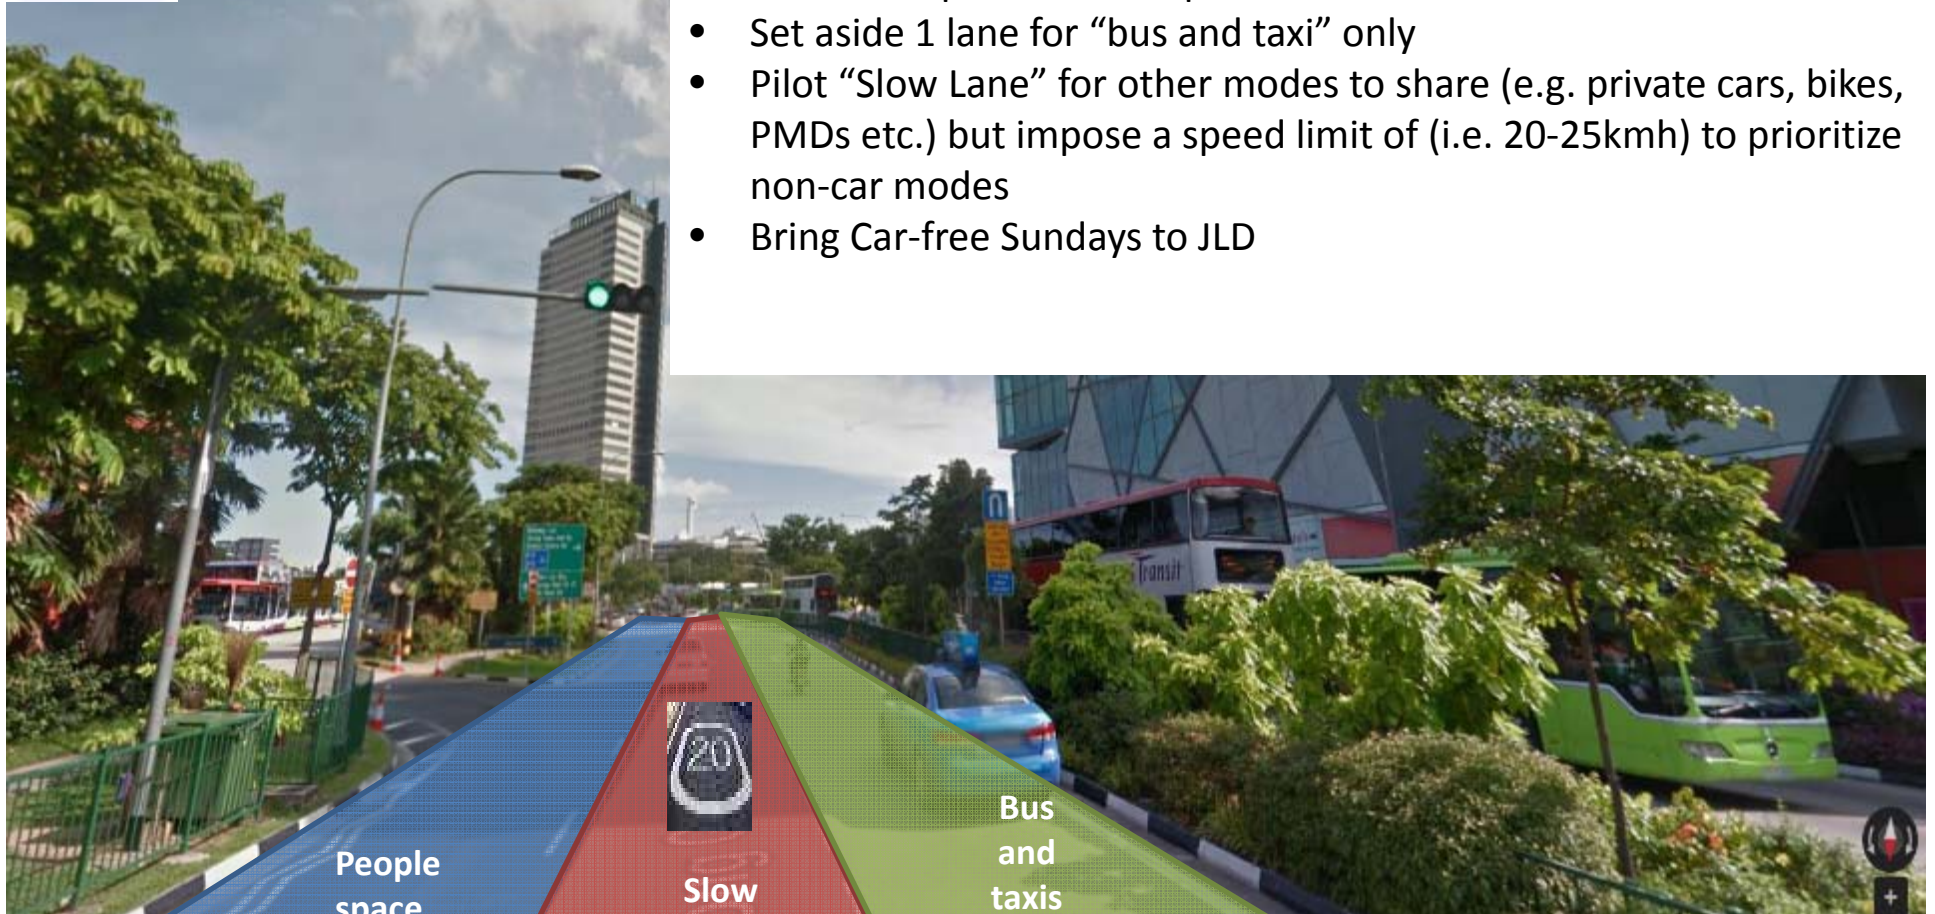 • Set aside 1 lane for “bus and taxi” only
• Pilot “Slow Lane” for other modes to share (e.g. private cars, bikes,
PMDs etc.) but impose a speed limit of (i.e. 20-25kmh) to prioritize
non-car modes
• Bring Car-free Sundays to JLD
Transit
20
People
space
Slow
Bus
and
taxis
+